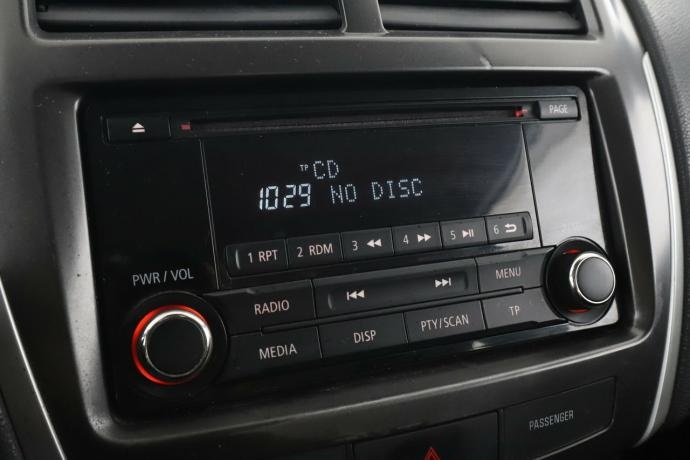 PAGE
TP CD
1029 NO DISC
1 RPT 2 RDM 3 4 5 6
PWR / VOL
RADIO MENU
MEDIA DISP PTY/SCAN TP
PASSENGER